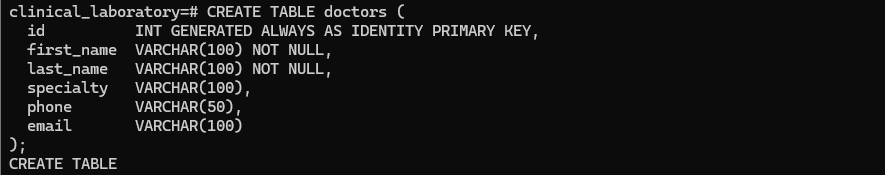 clinical_laboratory=# CREATE TABLE doctors (
  id          INT GENERATED ALWAYS AS IDENTITY PRIMARY KEY,
  first_name  VARCHAR(100) NOT NULL,
  last_name   VARCHAR(100) NOT NULL,
  specialty   VARCHAR(100),
  phone       VARCHAR(50),
  email       VARCHAR(100)
);
CREATE TABLE